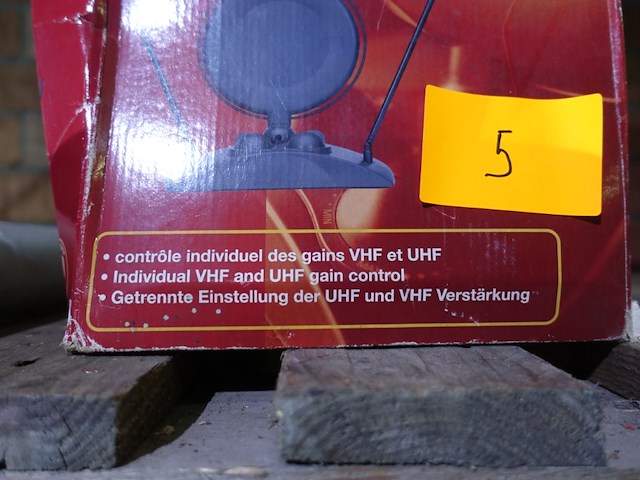 5
• contrôle individuel des gains VHF et UHF
• Individual VHF and UHF gain control
• Getrennte Einstellung der UHF und VHF Verstärkung